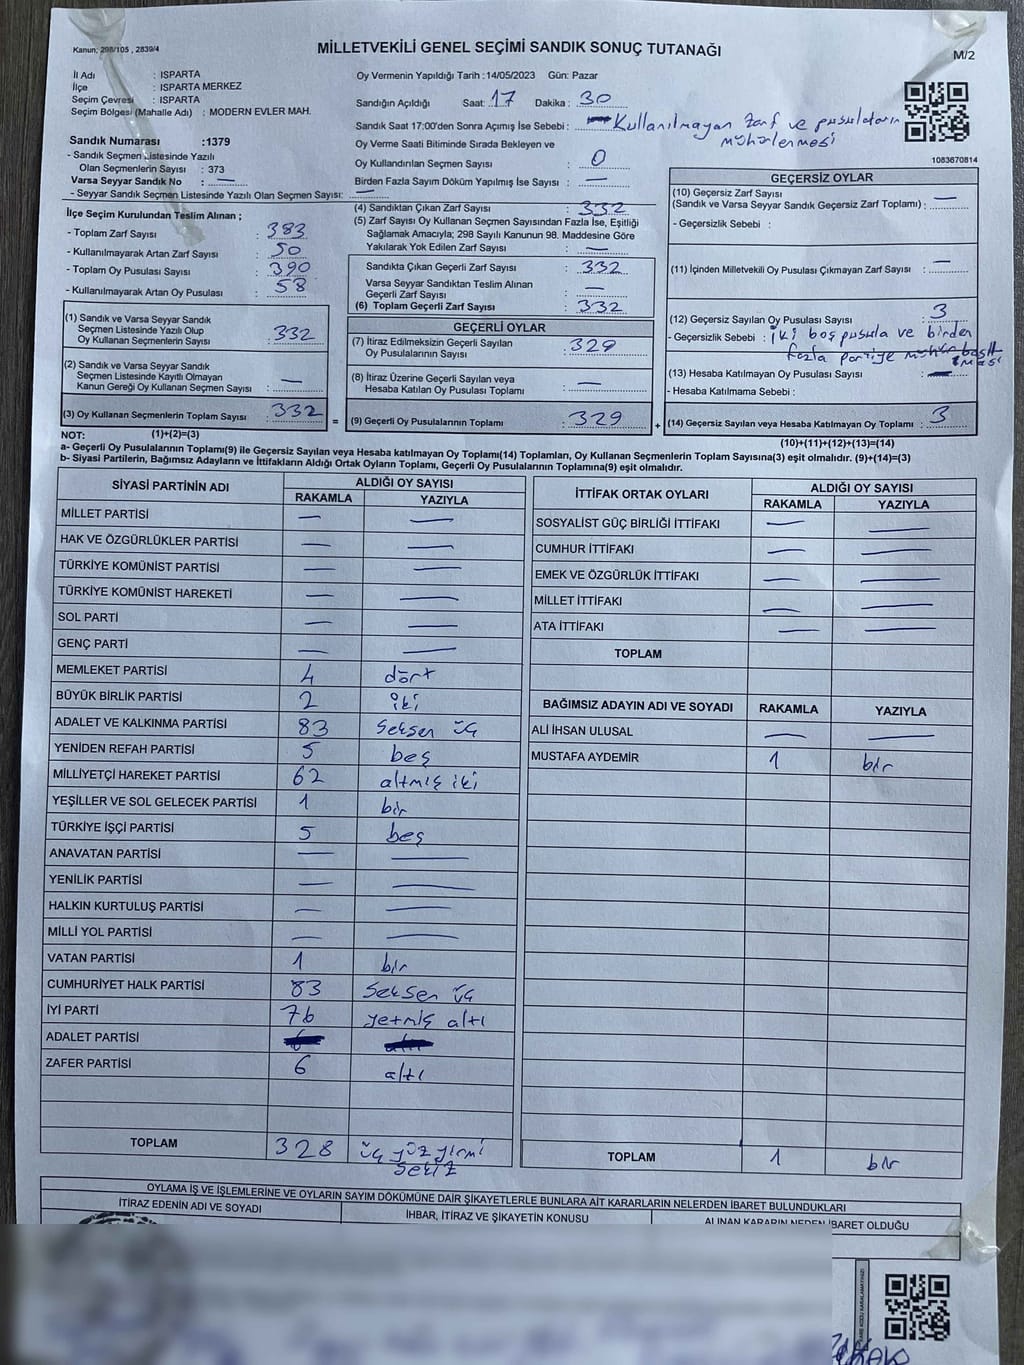 Kanun; 298/105 , 2839/4
MİLLETVEKİLİ GENEL SEÇİMİ SANDIK SONUÇ TUTANAĞI
M/2
İl Adı : ISPARTA
İlçe : ISPARTA MERKEZ
Seçim Çevresi : ISPARTA
Seçim Bölgesi (Mahalle Adı) : MODERN EVLER MAH.
Sandık Numarası :1379
- Sandık Seçmen Listesinde Yazılı
Olan Seçmenlerin Sayısı : 373
Varsa Seyyar Sandık No : —
- Seyyar Sandık Seçmen Listesinde Yazılı Olan Seçmen Sayısı: —
Oy Vermenin Yapıldığı Tarih : 14/05/2023 Gün: Pazar
Sandığın Açıldığı Saat: 17 Dakika : 30
Sandık Saat 17:00'den Sonra Açımış İse Sebebi : Kullanılmayan zarf ve pusulaların
mühürlenmesi
Oy Verme Saati Bitiminde Sırada Bekleyen ve
Oy Kullandırılan Seçmen Sayısı : 0
Birden Fazla Sayım Döküm Yapılmış İse Sayısı : —
1083670814
İlçe Seçim Kurulundan Teslim Alınan ;
- Toplam Zarf Sayısı : 383
- Kullanılmayarak Artan Zarf Sayısı : 50
- Toplam Oy Pusulası Sayısı : 390
- Kullanılmayarak Artan Oy Pusulası : 58
(1) Sandık ve Varsa Seyyar Sandık
Seçmen Listesinde Yazılı Olup
Oy Kullanan Seçmenlerin Sayısı : 332
(2) Sandık ve Varsa Seyyar Sandık
Seçmen Listesinde Kayıtlı Olmayan
Kanun Gereği Oy Kullanan Seçmen Sayısı : —
(3) Oy Kullanan Seçmenlerin Toplam Sayısı : 332 =
(4) Sandıktan Çıkan Zarf Sayısı : 332
(5) Zarf Sayısı Oy Kullanan Seçmen Sayısından Fazla İse, Eşitliği
Sağlamak Amacıyla; 298 Sayılı Kanunun 98. Maddesine Göre
Yakılarak Yok Edilen Zarf Sayısı : —
Sandıkta Çıkan Geçerli Zarf Sayısı : 332
Varsa Seyyar Sandıktan Teslim Alınan
Geçerli Zarf Sayısı : —
(6) Toplam Geçerli Zarf Sayısı : 332
GEÇERLİ OYLAR
(7) İtiraz Edilmeksizin Geçerli Sayılan
Oy Pusulalarının Sayısı : 329
(8) İtiraz Üzerine Geçerli Sayılan veya
Hesaba Katılan Oy Pusulası Toplamı : —
(9) Geçerli Oy Pusulalarının Toplamı : 329 +
GEÇERSİZ OYLAR
(10) Geçersiz Zarf Sayısı
(Sandık ve Varsa Seyyar Sandık Geçersiz Zarf Toplamı) : —
- Geçersizlik Sebebi :
(11) İçinden Milletvekili Oy Pusulası Çıkmayan Zarf Sayısı : —
(12) Geçersiz Sayılan Oy Pusulası Sayısı : 3
- Geçersizlik Sebebi : iki boş pusula ve birden
fazla partiye
(13) Hesaba Katılmayan Oy Pusulası Sayısı : —
- Hesaba Katılmama Sebebi :
(14) Geçersiz Sayılan veya Hesaba Katılmayan Oy Toplamı : 3
NOT: (1)+(2)=(3)
(10)+(11)+(12)+(13)=(14)
a- Geçerli Oy Pusulalarının Toplamı(9) ile Geçersiz Sayılan veya Hesaba katılmayan Oy Toplamı(14) Toplamları, Oy Kullanan Seçmenlerin Toplam Sayısına(3) eşit olmalıdır. (9)+(14)=(3)
b- Siyasi Partilerin, Bağımsız Adayların ve İttifakların Aldığı Ortak Oyların Toplamı, Geçerli Oy Pusulalarının Toplamına(9) eşit olmalıdır.
SİYASİ PARTİNİN ADI ALDIĞI OY SAYISI
RAKAMLA YAZIYLA
MİLLET PARTİSİ — —
HAK VE ÖZGÜRLÜKLER PARTİSİ — —
TÜRKİYE KOMÜNİST PARTİSİ — —
TÜRKİYE KOMÜNİST HAREKETİ — —
SOL PARTİ — —
GENÇ PARTİ — —
MEMLEKET PARTİSİ 4 dört
BÜYÜK BİRLİK PARTİSİ 2 iki
ADALET VE KALKINMA PARTİSİ 83 Seksen üç
YENİDEN REFAH PARTİSİ 5 beş
MİLLİYETÇİ HAREKET PARTİSİ 62 altmış iki
YEŞİLLER VE SOL GELECEK PARTİSİ 1 bir
TÜRKİYE İŞÇİ PARTİSİ 5 beş
ANAVATAN PARTİSİ — —
YENİLİK PARTİSİ — —
HALKIN KURTULUŞ PARTİSİ — —
MİLLİ YOL PARTİSİ — —
VATAN PARTİSİ 1 bir
CUMHURİYET HALK PARTİSİ 83 Seksen üç
İYİ PARTİ 76 yetmiş altı
ADALET PARTİSİ
ZAFER PARTİSİ 6 altı
TOPLAM 328 üç yüz yirmi
sekiz
İTTİFAK ORTAK OYLARI ALDIĞI OY SAYISI
RAKAMLA YAZIYLA
SOSYALİST GÜÇ BİRLİĞİ İTTİFAKI — —
CUMHUR İTTİFAKI — —
EMEK VE ÖZGÜRLÜK İTTİFAKI — —
MİLLET İTTİFAKI — —
ATA İTTİFAKI — —
TOPLAM
BAĞIMSIZ ADAYIN ADI VE SOYADI RAKAMLA YAZIYLA
ALİ İHSAN ULUSAL — —
MUSTAFA AYDEMİR 1 bir
TOPLAM 1 bir
OYLAMA İŞ VE İŞLEMLERİNE VE OYLARIN SAYIM DÖKÜMÜNE DAİR ŞİKAYETLERLE BUNLARA AİT KARARLARIN NELERDEN İBARET BULUNDUKLARI
İTİRAZ EDENİN ADI VE SOYADI İHBAR, İTİRAZ VE ŞİKAYETİN KONUSU ALINAN KARARIN NEDEN İBARET OLDUĞU